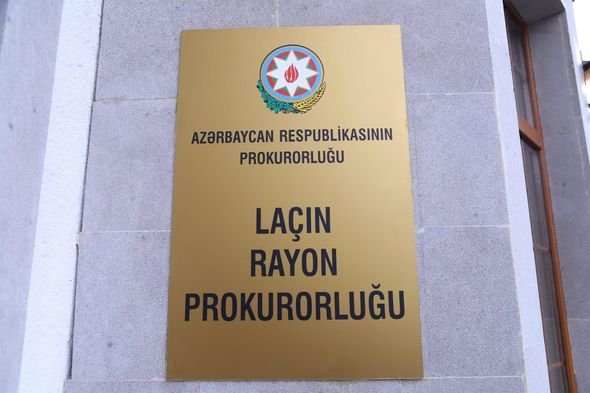 AZƏRBAYCAN RESPUBLİKASININ
PROKURORLUĞU
LAÇIN
RAYON
PROKURORLUĞU